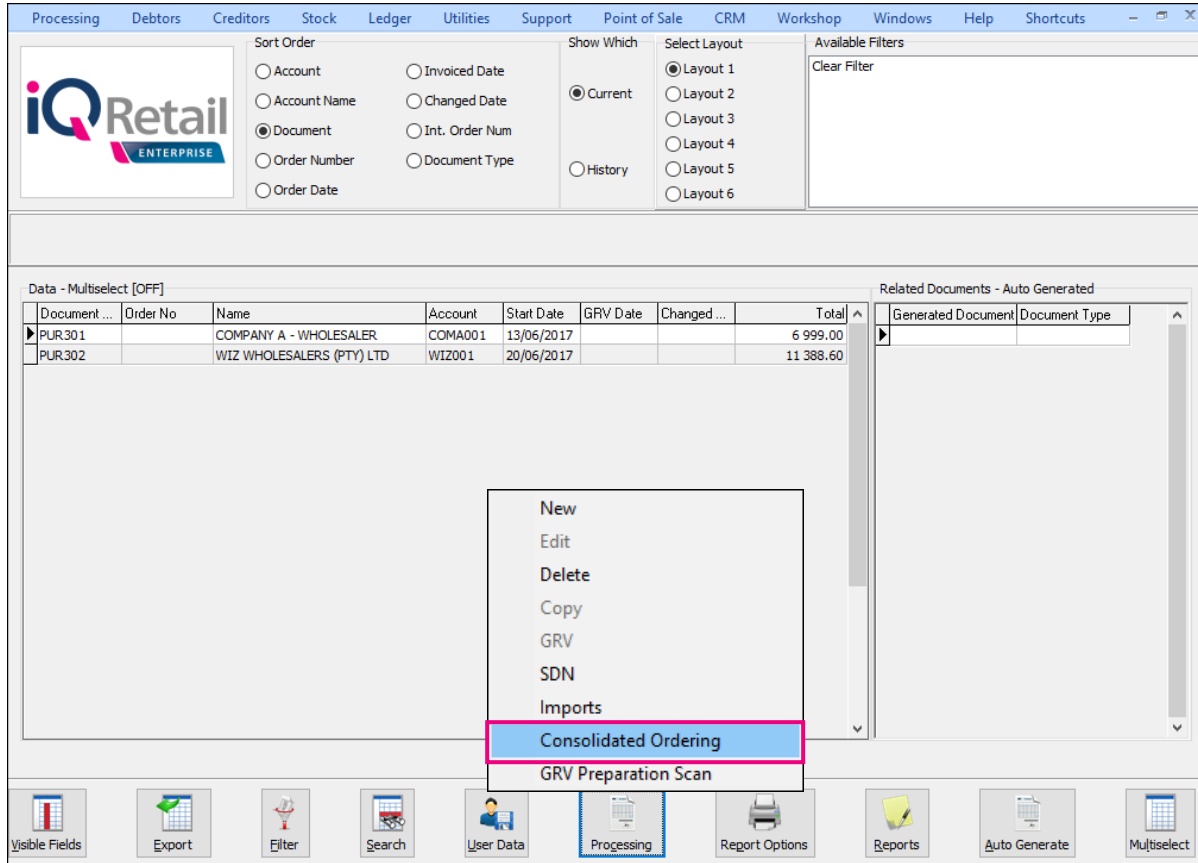 Processing Debtors Creditors Stock Ledger Utilities Support Point of Sale CRM Workshop Windows Help Shortcuts
iQRetail
ENTERPRISE
Sort Order
Account
Account Name
Document
Order Number
Order Date
Invoiced Date
Changed Date
Int. Order Num
Document Type
Show Which
Current
History
Select Layout
Layout 1
Layout 2
Layout 3
Layout 4
Layout 5
Layout 6
Available Filters
Clear Filter
Data - Multiselect [OFF]
Document ... Order No Name Account Start Date GRV Date Changed ... Total
PUR301 COMPANY A - WHOLESALER COMA001 13/06/2017 6 999.00
PUR302 WIZ WHOLESALERS (PTY) LTD WIZ001 20/06/2017 11 388.60
Related Documents - Auto Generated
Generated Document Document Type
New
Edit
Delete
Copy
GRV
SDN
Imports
Consolidated Ordering
GRV Preparation Scan
Visible Fields Export Filter Search User Data Processing Report Options Reports Auto Generate Multiselect